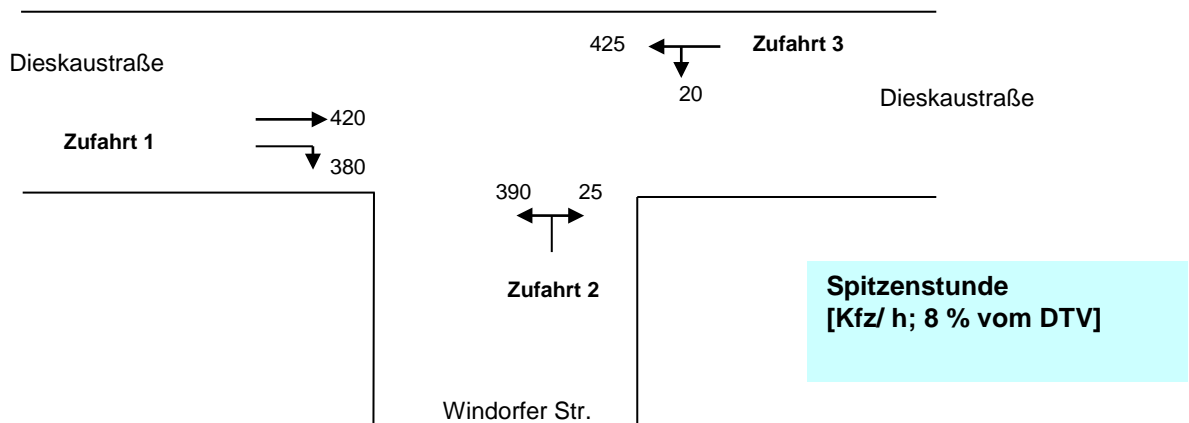 425
Zufahrt 3
Dieskaustraße
20
Dieskaustraße
420
Zufahrt 1
380
390 25
Zufahrt 2
Spitzenstunde
[Kfz/ h; 8 % vom DTV]
Windorfer Str.